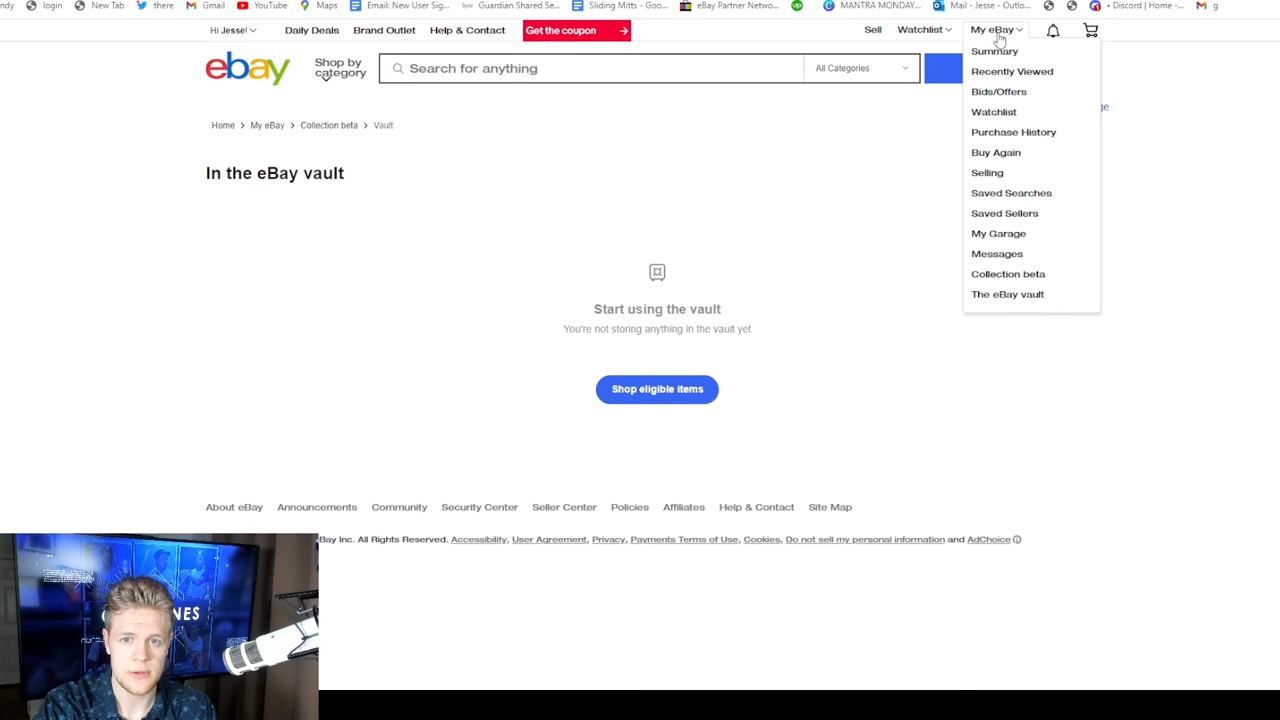 ndy login New Tab there Gmail YouTube Maps Email: New User Sig... lync Guardian Shared Se... Sliding Mitts - Goo... eBay Partner Netwo... up MANTRA MONDAY... Mail - Jesse - Outlo... • Discord | Home -... g
Hi Jesse! Daily Deals Brand Outlet Help & Contact Get the coupon Sell Watchlist My eBay
ebay Shop by category Search for anything All Categories
Summary
Recently Viewed
Bids/Offers
Watchlist
Purchase History
Buy Again
Selling
Saved Searches
Saved Sellers
My Garage
Messages
Collection beta
The eBay vault
ge
Home My eBay Collection beta Vault
In the eBay vault
Start using the vault
You're not storing anything in the vault yet
Shop eligible items
About eBay Announcements Community Security Center Seller Center Policies Affiliates Help & Contact Site Map
Bay Inc. All Rights Reserved. Accessibility, User Agreement, Privacy, Payments Terms of Use, Cookies, Do not sell my personal information and AdChoice
NES